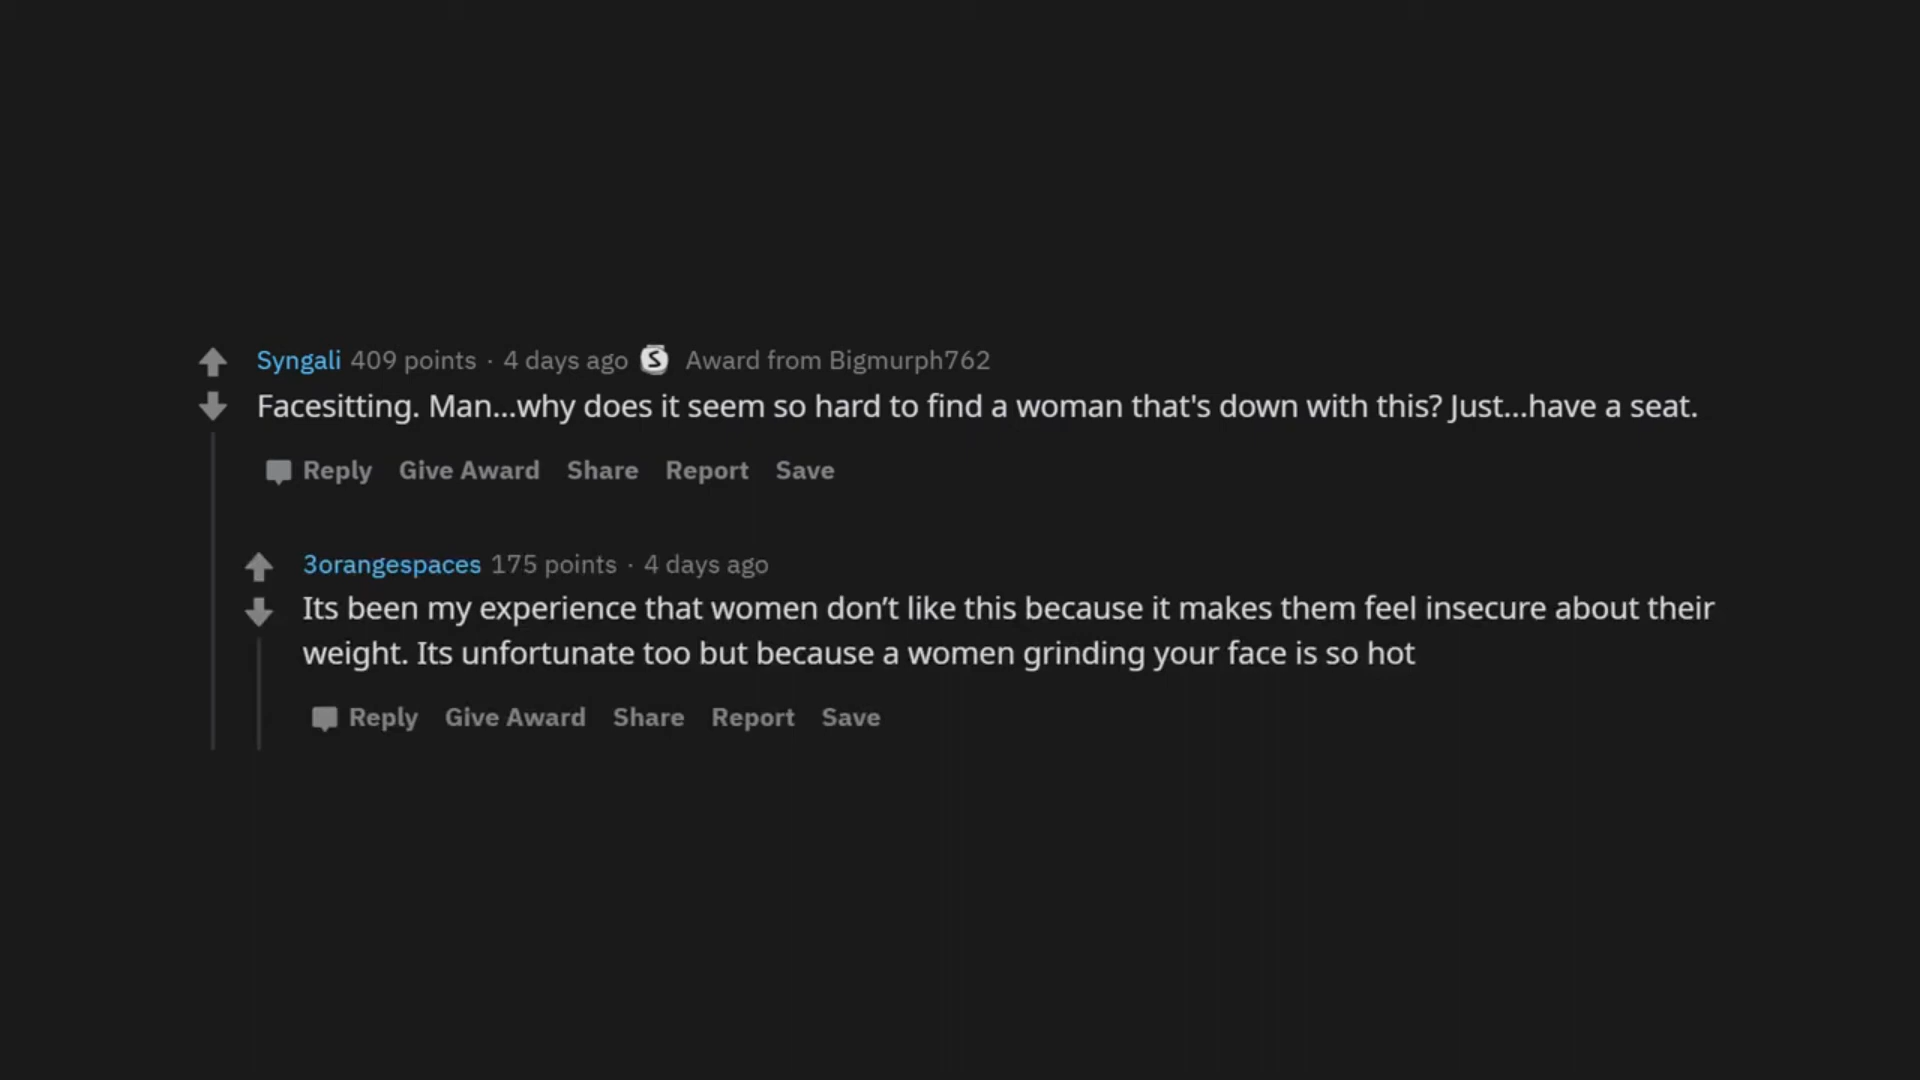 Syngali 409 points · 4 days ago S Award from Bigmurph762
Facesitting. Man...why does it seem so hard to find a woman that's down with this? Just...have a seat.
Reply Give Award Share Report Save
3orangespaces 175 points · 4 days ago
Its been my experience that women don’t like this because it makes them feel insecure about their
weight. Its unfortunate too but because a women grinding your face is so hot
Reply Give Award Share Report Save